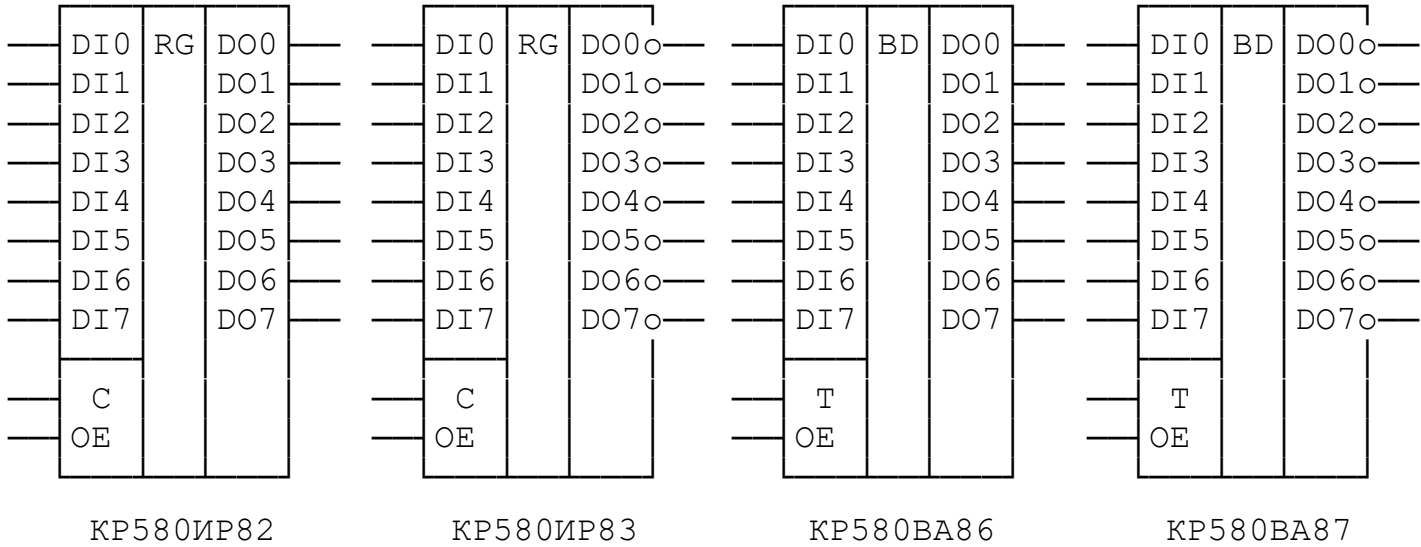 DI0 RG DO0 DI0 RG DO0 DI0 BD DO0 DI0 BD DO0
DI1 DO1 DI1 DO1 DI1 DO1 DI1 DO1
DI2 DO2 DI2 DO2 DI2 DO2 DI2 DO2
DI3 DO3 DI3 DO3 DI3 DO3 DI3 DO3
DI4 DO4 DI4 DO4 DI4 DO4 DI4 DO4
DI5 DO5 DI5 DO5 DI5 DO5 DI5 DO5
DI6 DO6 DI6 DO6 DI6 DO6 DI6 DO6
DI7 DO7 DI7 DO7 DI7 DO7 DI7 DO7
C C T T
OE OE OE OE
КР580ИР82 КР580ИР83 КР580ВА86 КР580ВА87